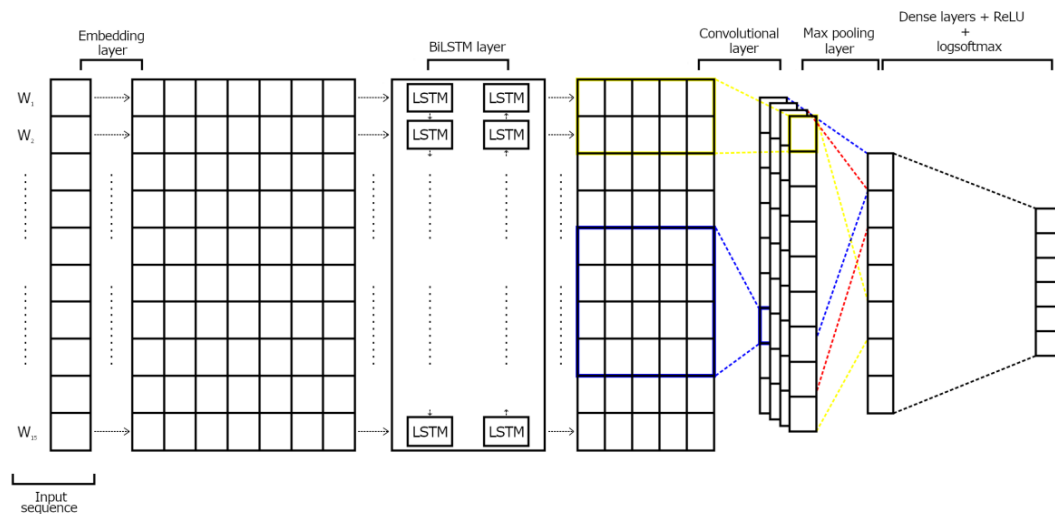 Embedding
layer
BiLSTM layer
Convolutional
layer
Max pooling
layer
Dense layers + ReLU
+
logsoftmax
W₁
LSTM
LSTM
W₂
LSTM
LSTM
W₁₅
LSTM
LSTM
Input
sequence